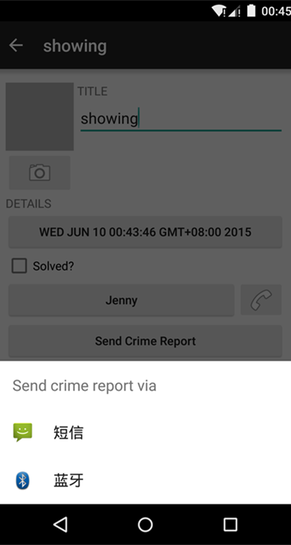 00:45
showing
TITLE
showing
DETAILS
WED JUN 10 00:43:46 GMT+08:00 2015
Solved?
Jenny
Send Crime Report
Send crime report via
短信
蓝牙